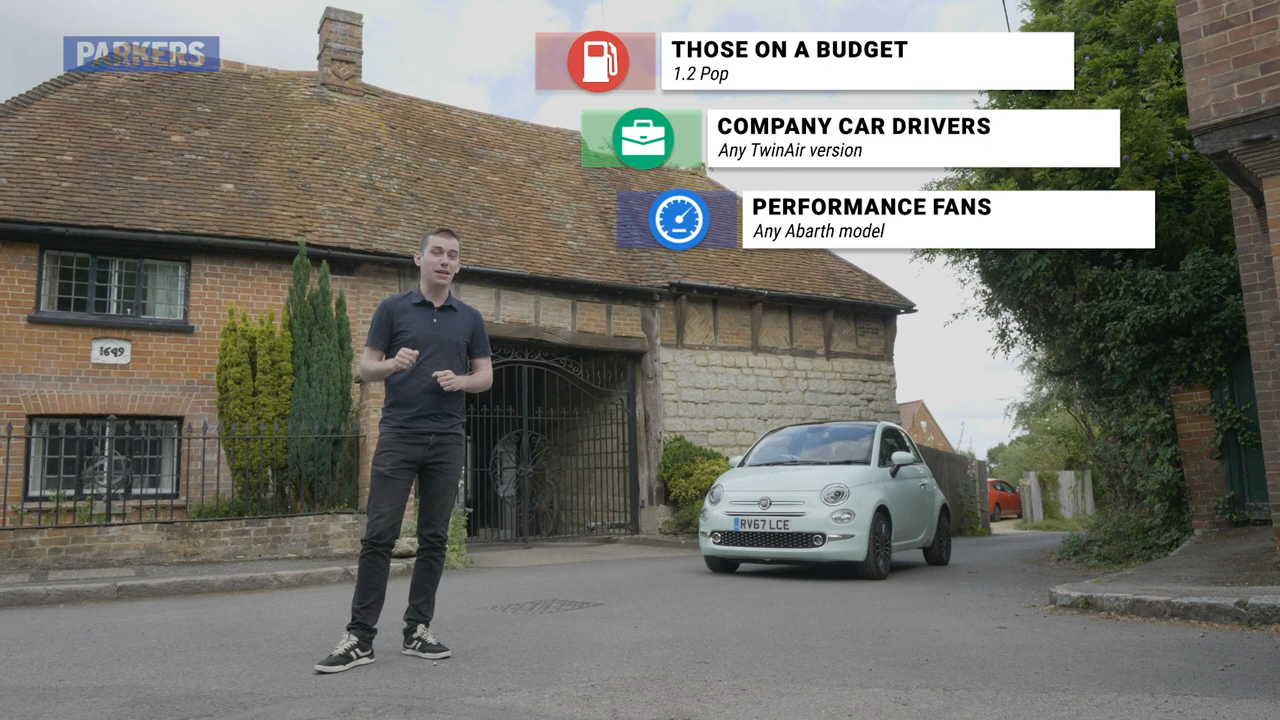 PARKERS
THOSE ON A BUDGET
1.2 Pop
COMPANY CAR DRIVERS
Any TwinAir version
PERFORMANCE FANS
Any Abarth model
1649
RV67 LCE